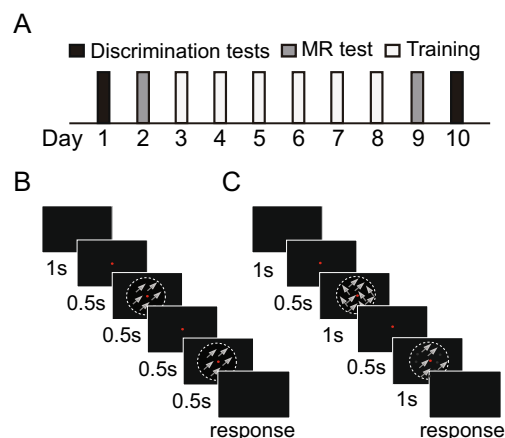 A
Discrimination tests MR test Training
Day 1 2 3 4 5 6 7 8 9 10
B C
1s 1s
0.5s 0.5s
0.5s 1s
0.5s 0.5s
0.5s 1s
response response